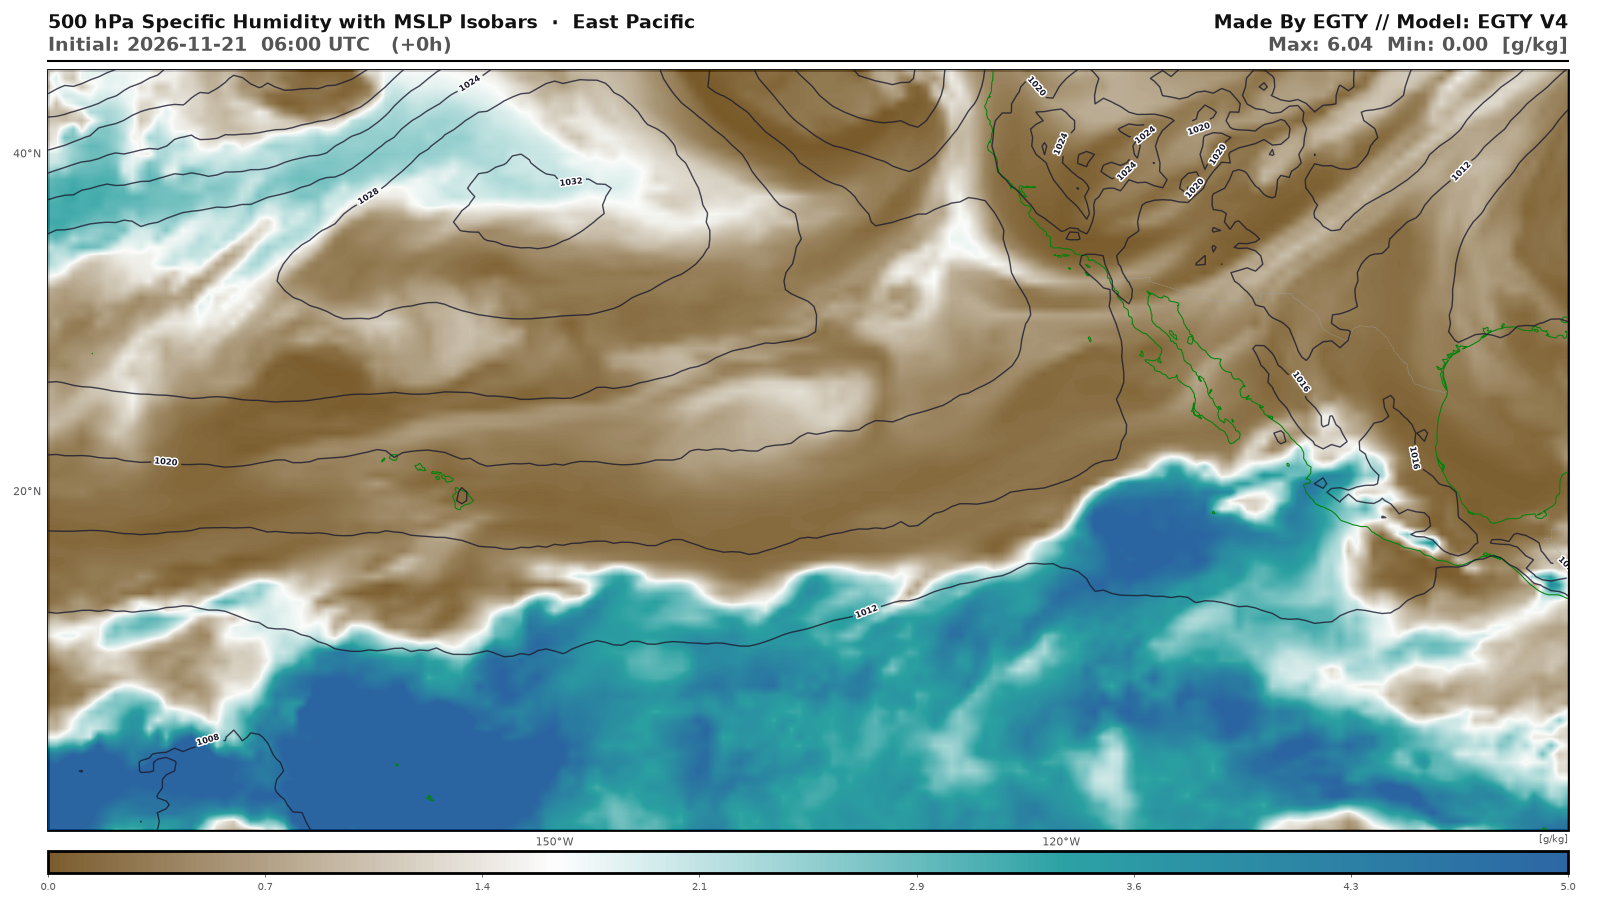 500 hPa Specific Humidity with MSLP Isobars · East Pacific
Made By EGTY // Model: EGTY V4
Initial: 2026-11-21 06:00 UTC (+0h)
Max: 6.04 Min: 0.00 [g/kg]
1024
1020
1024
1024
1020
1020
1024
1020
1012
1032
1028
1016
1016
1020
1012
1008
40°N
20°N
150°W
120°W
[g/kg]
0.0
0.7
1.4
2.1
2.9
3.6
4.3
5.0